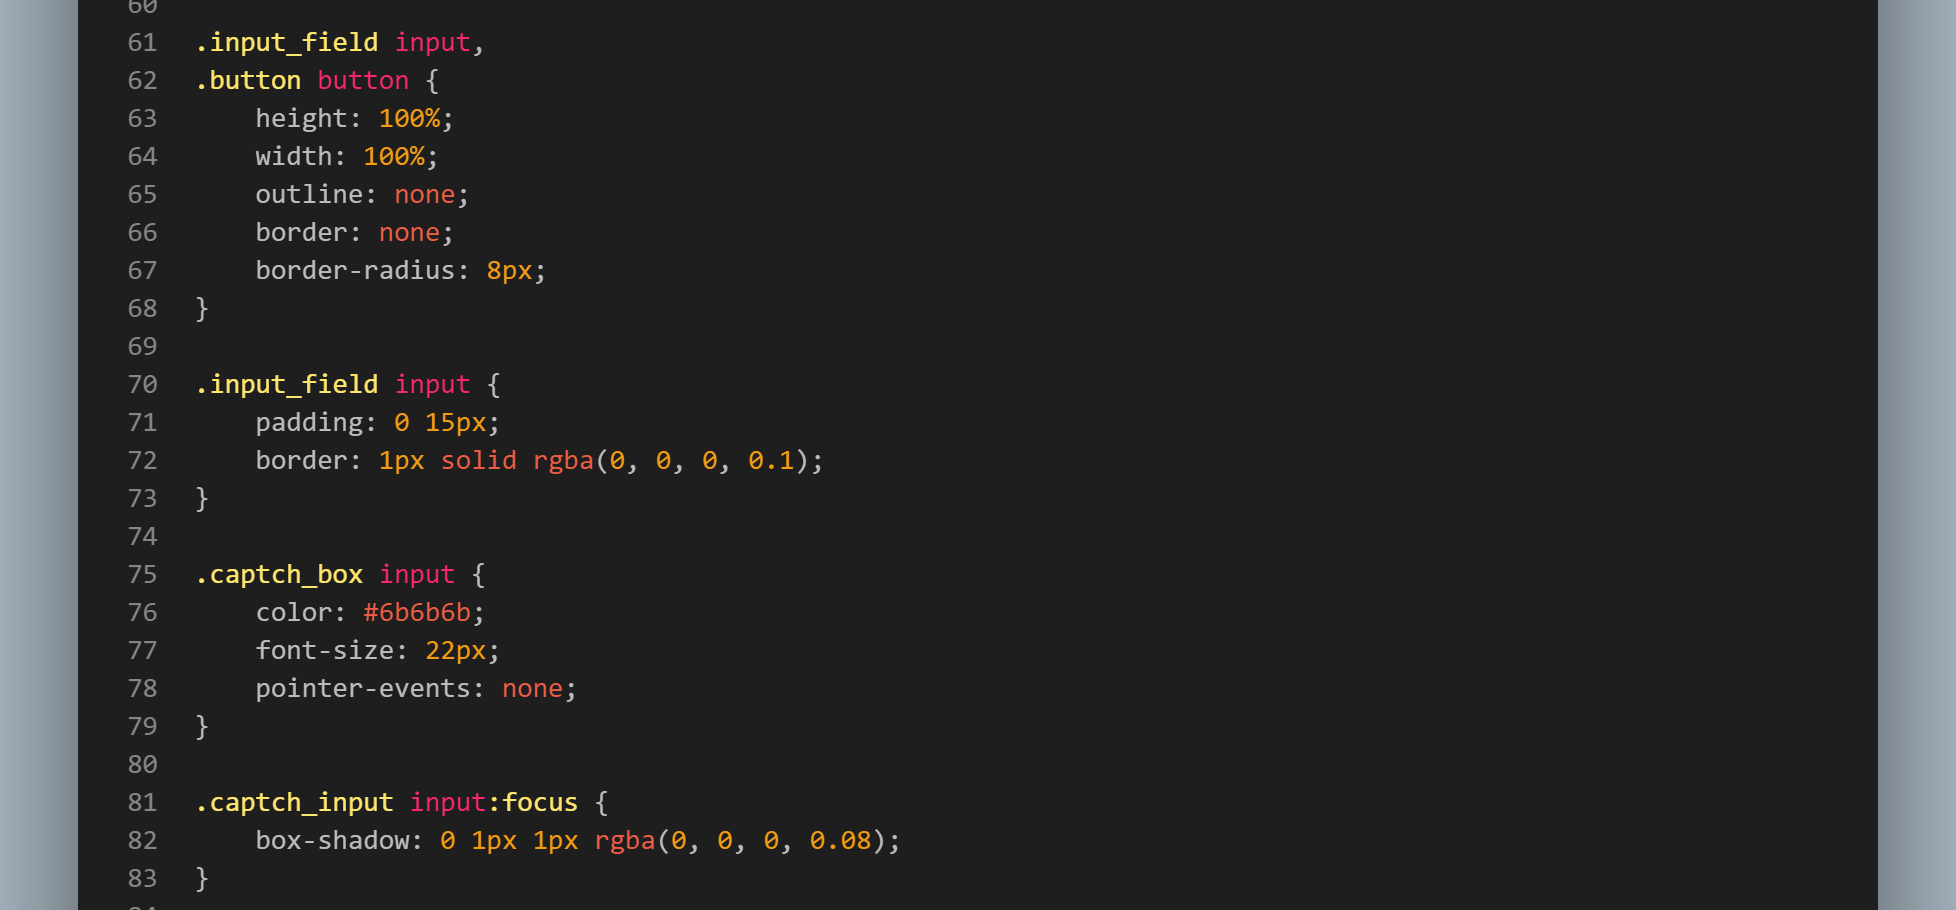 60
61 .input_field input,
62 .button button {
63     height: 100%;
64     width: 100%;
65     outline: none;
66     border: none;
67     border-radius: 8px;
68 }
69
70 .input_field input {
71     padding: 0 15px;
72     border: 1px solid rgba(0, 0, 0, 0.1);
73 }
74
75 .captch_box input {
76     color: #6b6b6b;
77     font-size: 22px;
78     pointer-events: none;
79 }
80
81 .captch_input input:focus {
82     box-shadow: 0 1px 1px rgba(0, 0, 0, 0.08);
83 }